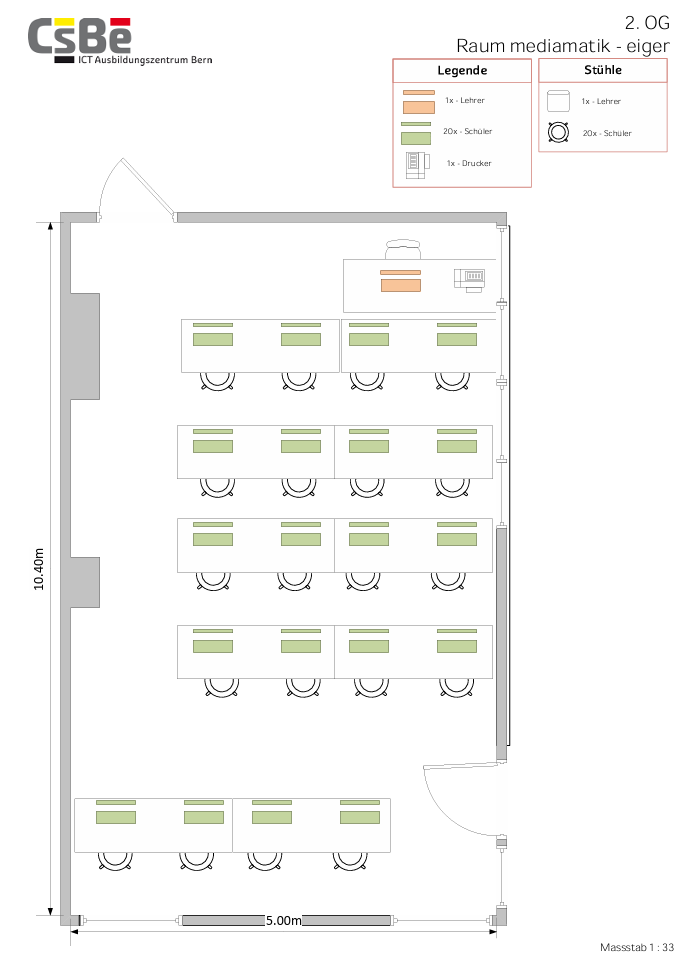 CsBe
ICT Ausbildungszentrum Bern
2. OG
Raum mediamatik - eiger
Legende
1x - Lehrer
20x - Schüler
1x - Drucker
Stühle
1x - Lehrer
20x - Schüler
10.40m
5.00m
Massstab 1 : 33